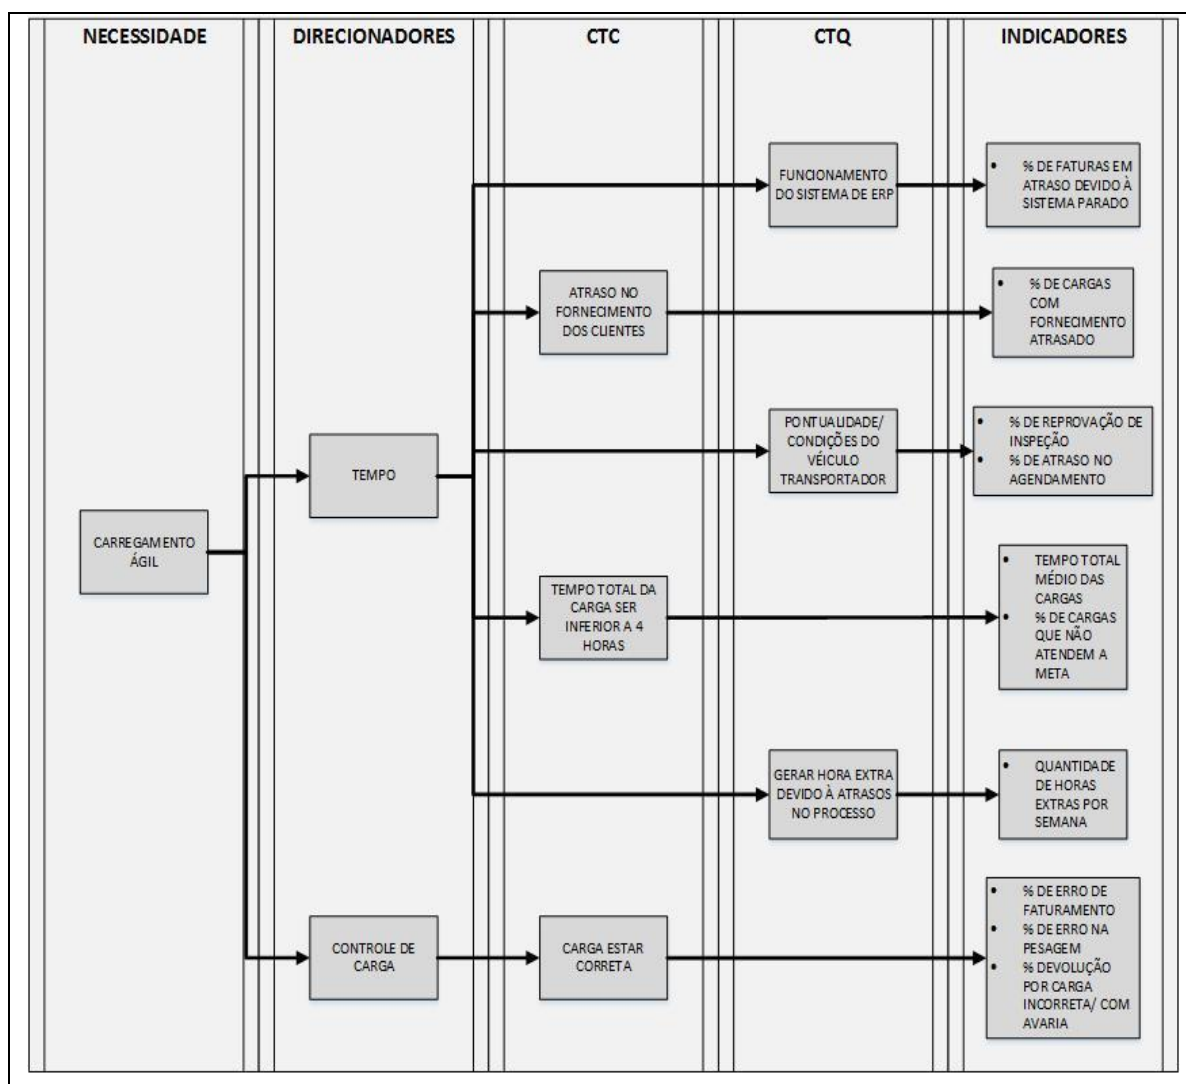 NECESSIDADE
DIRECIONADORES
CTC
CTQ
INDICADORES
FUNCIONAMENTO
DO SISTEMA DE ERP
• % DE FATURAS EM
ATRASO DEVIDO À
SISTEMA PARADO
ATRASO NO
FORNECIMENTO
DOS CLIENTES
• % DE CARGAS
COM
FORNECIMENTO
ATRASADO
PONTUALIDADE/
CONDIÇÕES DO
VÉICULO
TRANSPORTADOR
• % DE REPROVAÇÃO DE
INSPEÇÃO
• % DE ATRASO NO
AGENDAMENTO
TEMPO
CARREGAMENTO
ÁGIL
TEMPO TOTAL DA
CARGA SER
INFERIOR A 4
HORAS
• TEMPO TOTAL
MÉDIO DAS
CARGAS
• % DE CARGAS
QUE NÃO
ATENDEM A
META
GERAR HORA EXTRA
DEVIDO À ATRASOS
NO PROCESSO
• QUANTIDADE
DE HORAS
EXTRAS POR
SEMANA
CONTROLE DE
CARGA
CARGA ESTAR
CORRETA
• % DE ERRO DE
FATURAMENTO
• % DE ERRO NA
PESAGEM
• % DEVOLUÇÃO
POR CARGA
INCORRETA/ COM
AVARIA